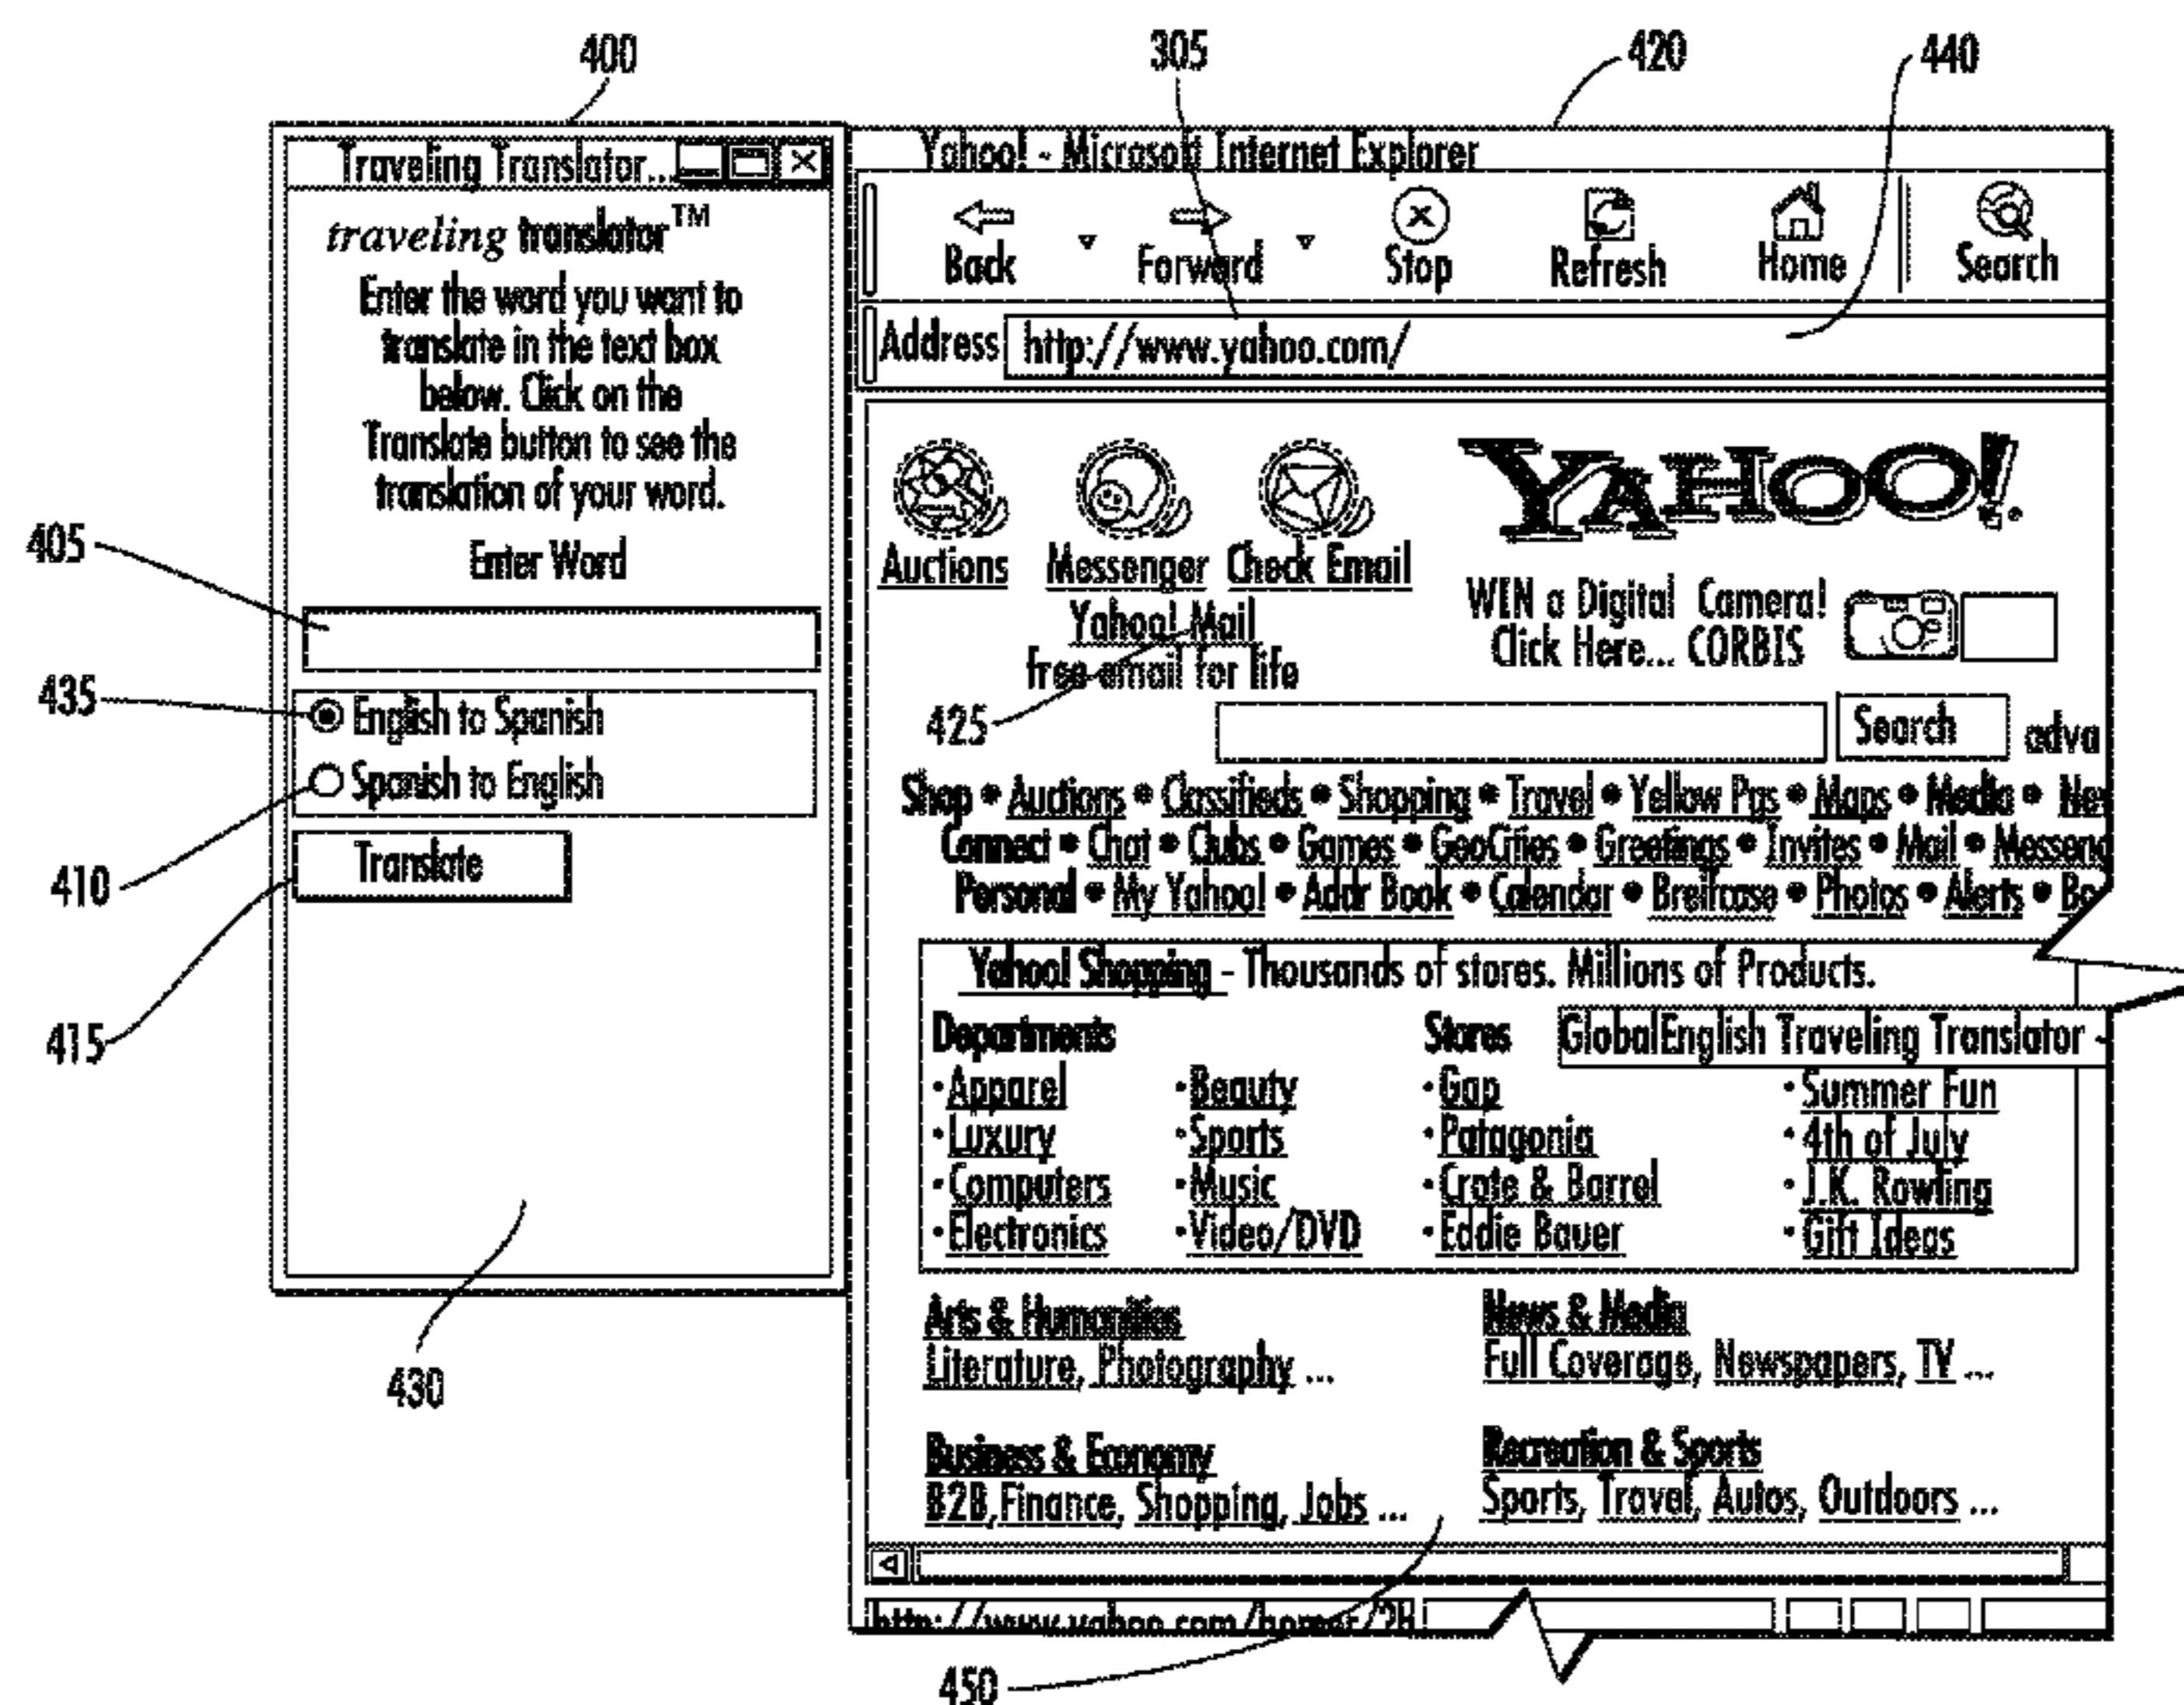 400
305
420
440
Traveling Translator...
traveling translator™
Enter the word you want to
translate in the text box
below. Click on the
Translate button to see the
translation of your word.
Enter Word
405
435
English to Spanish
Spanish to English
410
Translate
415
430
Yahoo! - Microsoft Internet Explorer
Back Forward Stop Refresh Home Search
Address http://www.yahoo.com/
YAHOO!
Auctions Messenger Check Email
Yahoo! Mail
free email for life
WIN a Digital Camera!
Click Here... CORBIS
425
Search adva
Shop • Auctions • Classifieds • Shopping • Travel • Yellow Pgs • Maps • Media • New
Connect • Chat • Clubs • Games • GeoCities • Greetings • Invites • Mail • Messeng
Personal • My Yahoo! • Addr Book • Calendar • Breifcase • Photos • Alerts • Bo
Yahoo! Shopping - Thousands of stores. Millions of Products.
Departments Stores GlobalEnglish Traveling Translator -
·Apparel ·Beauty ·Gap ·Summer Fun
·Luxury ·Sports ·Patagonia ·4th of July
·Computers ·Music ·Crate & Barrel ·J.K. Rowling
·Electronics ·Video/DVD ·Eddie Bauer ·Gift Ideas
Arts & Humanities News & Media
Literature, Photography ... Full Coverage, Newspapers, TV ...
Business & Economy Recreation & Sports
B2B, Finance, Shopping, Jobs ... Sports, Travel, Autos, Outdoors ...
450